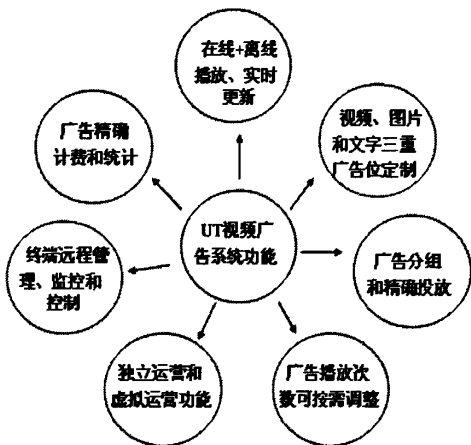 在线+离线
播放、实时
更新
广告精确
计费和统计
视频、图片
和文字三重
广告位定制
UT视频广
告系统功能
终端远程管
理、监控和
控制
广告分组
和精确投放
独立运营和
虚拟运营功能
广告播放次
数可按需调整